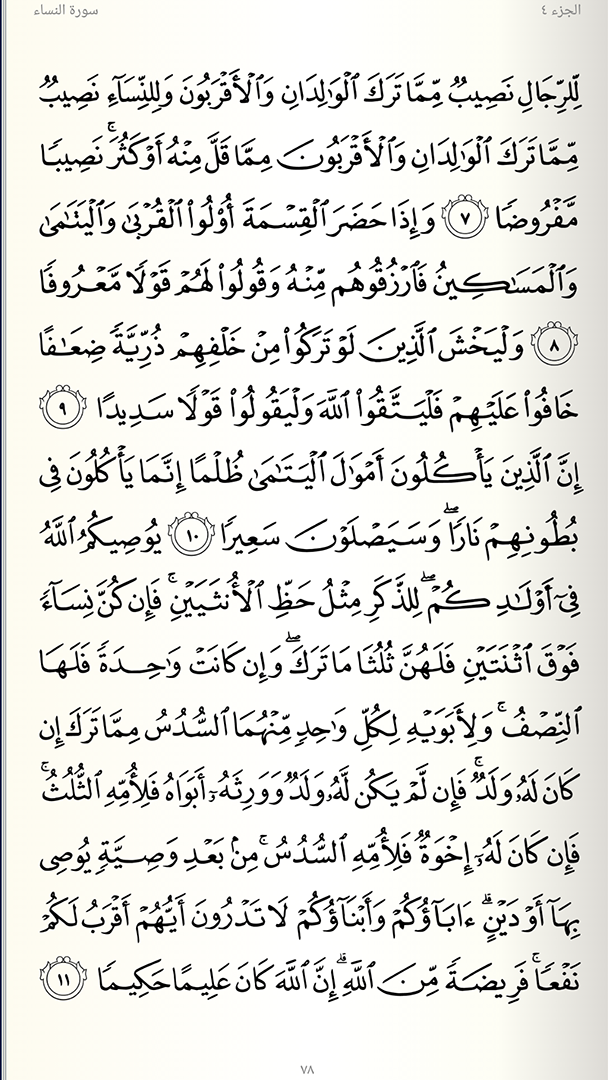 الجزء ٤
سورة النساء
لِّلرِّجَالِ نَصِيبٌ مِّمَّا تَرَكَ ٱلْوَٰلِدَانِ وَٱلْأَقْرَبُونَ وَلِلنِّسَآءِ نَصِيبٌ
مِّمَّا تَرَكَ ٱلْوَٰلِدَانِ وَٱلْأَقْرَبُونَ مِمَّا قَلَّ مِنْهُ أَوْ كَثُرَ ۚ نَصِيبًا
مَّفْرُوضًا ٧ وَإِذَا حَضَرَ ٱلْقِسْمَةَ أُو۟لُوا۟ ٱلْقُرْبَىٰ وَٱلْيَتَٰمَىٰ
وَٱلْمَسَٰكِينُ فَٱرْزُقُوهُم مِّنْهُ وَقُولُوا۟ لَهُمْ قَوْلًا مَّعْرُوفًا
٨ وَلْيَخْشَ ٱلَّذِينَ لَوْ تَرَكُوا۟ مِنْ خَلْفِهِمْ ذُرِّيَّةً ضِعَٰفًا
خَافُوا۟ عَلَيْهِمْ فَلْيَتَّقُوا۟ ٱللَّهَ وَلْيَقُولُوا۟ قَوْلًا سَدِيدًا ٩
إِنَّ ٱلَّذِينَ يَأْكُلُونَ أَمْوَٰلَ ٱلْيَتَٰمَىٰ ظُلْمًا إِنَّمَا يَأْكُلُونَ فِى
بُطُونِهِمْ نَارًا ۖ وَسَيَصْلَوْنَ سَعِيرًا ١٠ يُوصِيكُمُ ٱللَّهُ
فِىٓ أَوْلَٰدِكُمْ ۖ لِلذَّكَرِ مِثْلُ حَظِّ ٱلْأُنثَيَيْنِ ۚ فَإِن كُنَّ نِسَآءً
فَوْقَ ٱثْنَتَيْنِ فَلَهُنَّ ثُلُثَا مَا تَرَكَ ۖ وَإِن كَانَتْ وَٰحِدَةً فَلَهَا
ٱلنِّصْفُ ۚ وَلِأَبَوَيْهِ لِكُلِّ وَٰحِدٍ مِّنْهُمَا ٱلسُّدُسُ مِمَّا تَرَكَ إِن
كَانَ لَهُۥ وَلَدٌ ۚ فَإِن لَّمْ يَكُن لَّهُۥ وَلَدٌ وَوَرِثَهُۥٓ أَبَوَاهُ فَلِأُمِّهِ ٱلثُّلُثُ ۚ
فَإِن كَانَ لَهُۥٓ إِخْوَةٌ فَلِأُمِّهِ ٱلسُّدُسُ ۚ مِنۢ بَعْدِ وَصِيَّةٍ يُوصِى
بِهَآ أَوْ دَيْنٍ ۗ ءَابَآؤُكُمْ وَأَبْنَآؤُكُمْ لَا تَدْرُونَ أَيُّهُمْ أَقْرَبُ لَكُمْ
نَفْعًا ۚ فَرِيضَةً مِّنَ ٱللَّهِ ۗ إِنَّ ٱللَّهَ كَانَ عَلِيمًا حَكِيمًا ١١
٧٨